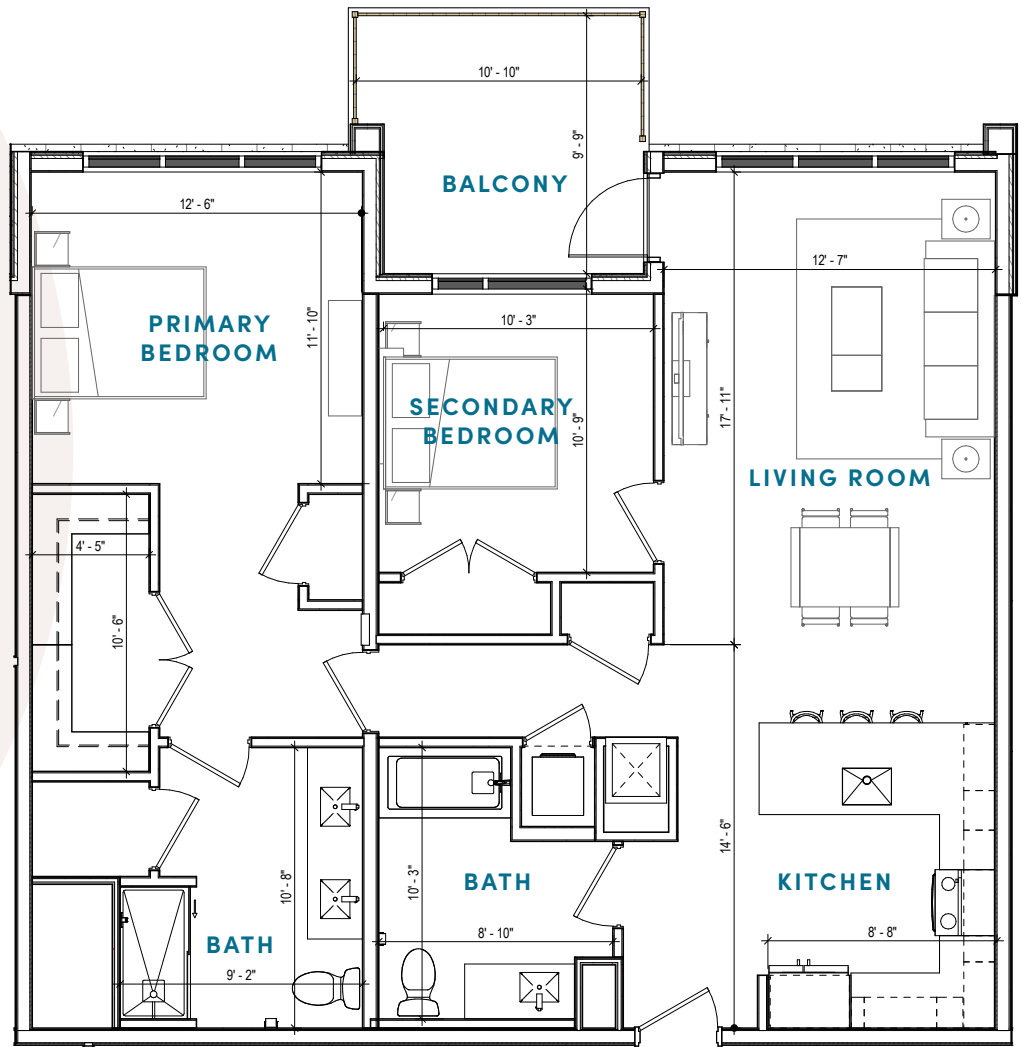 10' - 10"
9' - 9"
BALCONY
12' - 6"
12' - 7"
PRIMARY
BEDROOM
11' - 10"
10' - 3"
SECONDARY
BEDROOM
10' - 9"
17' - 11"
LIVING ROOM
4' - 5"
10' - 6"
14' - 6"
BATH
10' - 8"
9' - 2"
BATH
10' - 3"
8' - 10"
KITCHEN
8' - 8"